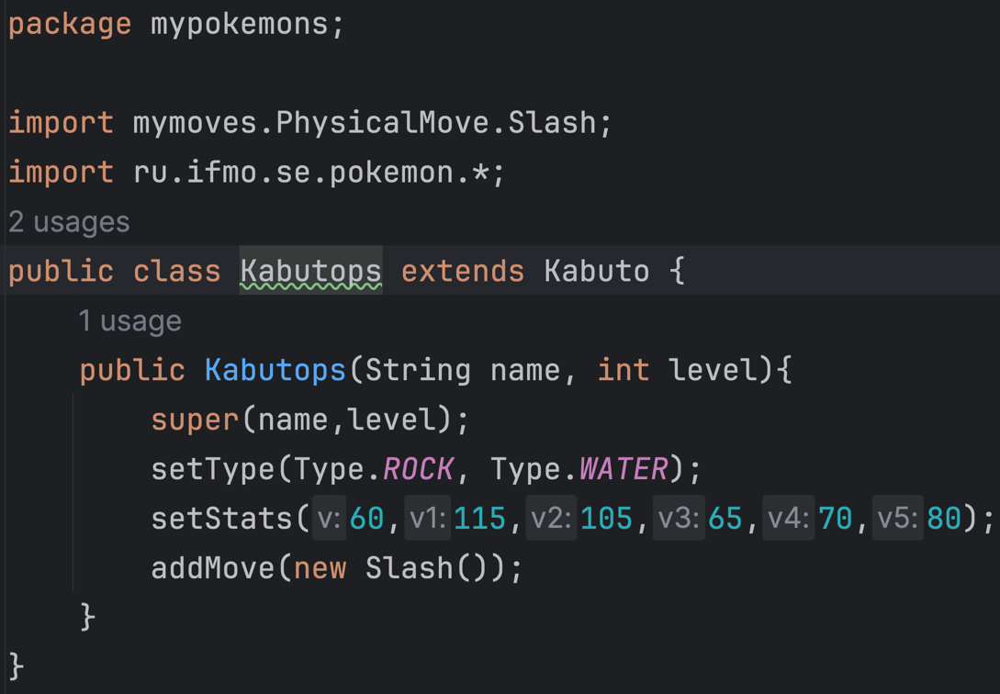 package mypokemons;
import mymoves.PhysicalMove.Slash;
import ru.ifmo.se.pokemon.*;
2 usages
public class Kabutops extends Kabuto {
1 usage
public Kabutops(String name, int level){
super(name,level);
setType(Type.ROCK, Type.WATER);
setStats( v: 60, v1: 115, v2: 105, v3: 65, v4: 70, v5: 80);
addMove(new Slash());
}
}